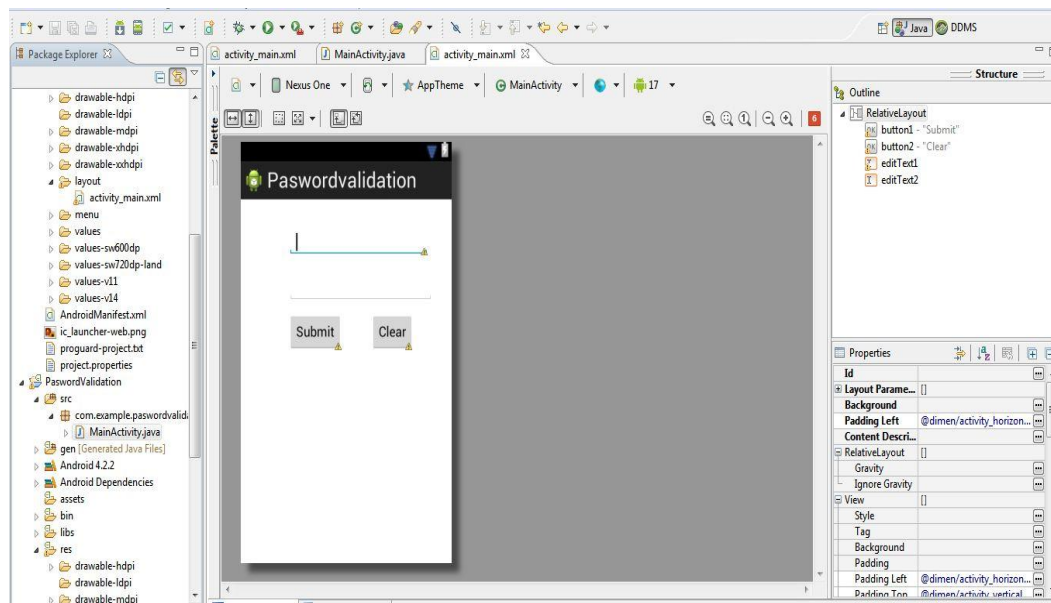 Java
DDMS
Package Explorer
drawable-hdpi
drawable-ldpi
drawable-mdpi
drawable-xhdpi
drawable-xxhdpi
layout
activity_main.xml
menu
values
values-sw600dp
values-sw720dp-land
values-v11
values-v14
AndroidManifest.xml
ic_launcher-web.png
proguard-project.txt
project.properties
PaswordValidation
src
com.example.paswordvalid
MainActivity.java
gen [Generated Java Files]
Android 4.2.2
Android Dependencies
assets
bin
libs
res
drawable-hdpi
drawable-ldpi
drawable-mdpi
activity_main.xml
MainActivity.java
activity_main.xml
Palette
Nexus One
AppTheme
MainActivity
17
6
Paswordvalidation
Submit
Clear
Structure
Outline
RelativeLayout
button1 - "Submit"
button2 - "Clear"
editText1
editText2
Properties
Id
Layout Parame... []
Background
Padding Left @dimen/activity_horizon...
Content Descri...
RelativeLayout []
Gravity
Ignore Gravity
View []
Style
Tag
Background
Padding
Padding Left @dimen/activity_horizon...
Padding Top @dimen/activity_vertical